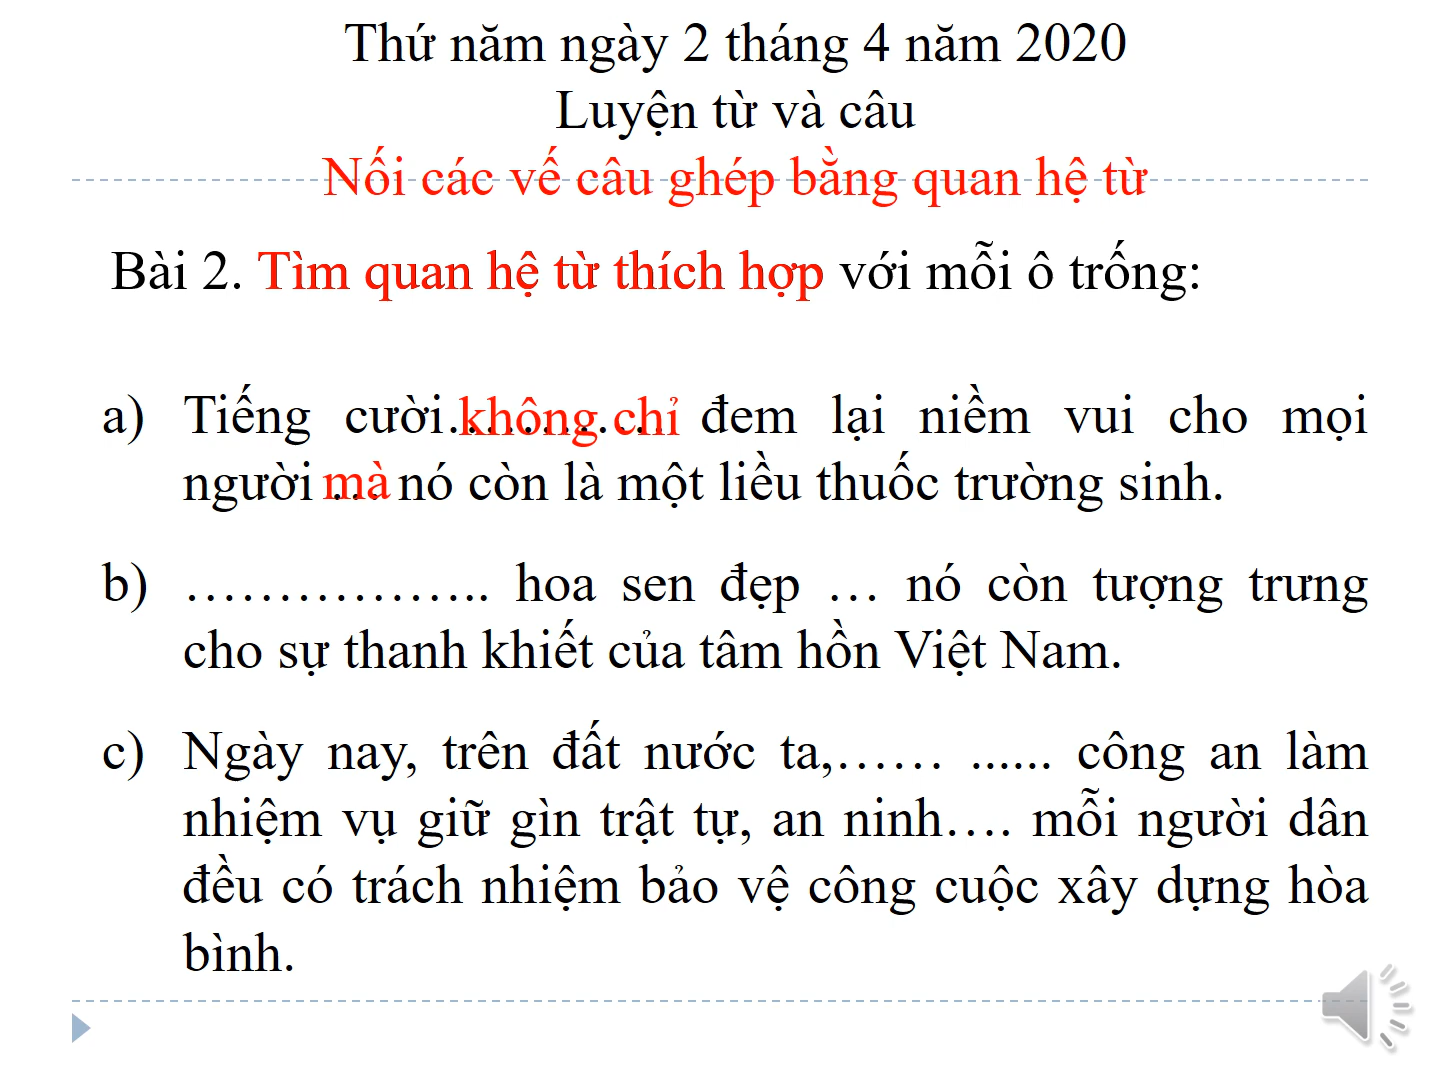 Thứ năm ngày 2 tháng 4 năm 2020
Luyện từ và câu
Nối các vế câu ghép bằng quan hệ từ
Bài 2. Tìm quan hệ từ thích hợp với mỗi ô trống:
a) Tiếng cười không chỉ đem lại niềm vui cho mọi
người mà nó còn là một liều thuốc trường sinh.
b) …………….. hoa sen đẹp … nó còn tượng trưng
cho sự thanh khiết của tâm hồn Việt Nam.
c) Ngày nay, trên đất nước ta,…… ...... công an làm
nhiệm vụ giữ gìn trật tự, an ninh…. mỗi người dân
đều có trách nhiệm bảo vệ công cuộc xây dựng hòa
bình.